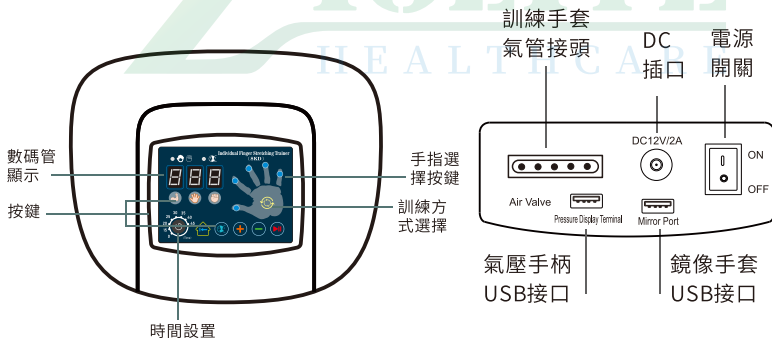 HEALTHCARE
數碼管
顯示
按鍵
時間設置
手指選
擇按鍵
訓練方
式選擇
Individual Finger Stretching Trainer
(SKD)
888
訓練手套
氣管接頭
DC
插口
電源
開關
DC12V/2A
ON
OFF
Air Valve
Pressure Display Terminal
Mirror Port
氣壓手柄
USB接口
鏡像手套
USB接口